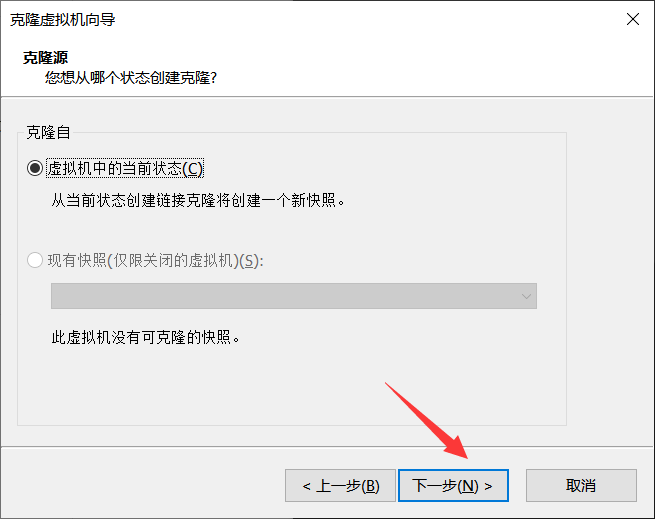 克隆虚拟机向导
克隆源
您想从哪个状态创建克隆?
克隆自
虚拟机中的当前状态(C)
从当前状态创建链接克隆将创建一个新快照。
现有快照(仅限关闭的虚拟机)(S):
此虚拟机没有可克隆的快照。
< 上一步(B) 下一步(N) > 取消